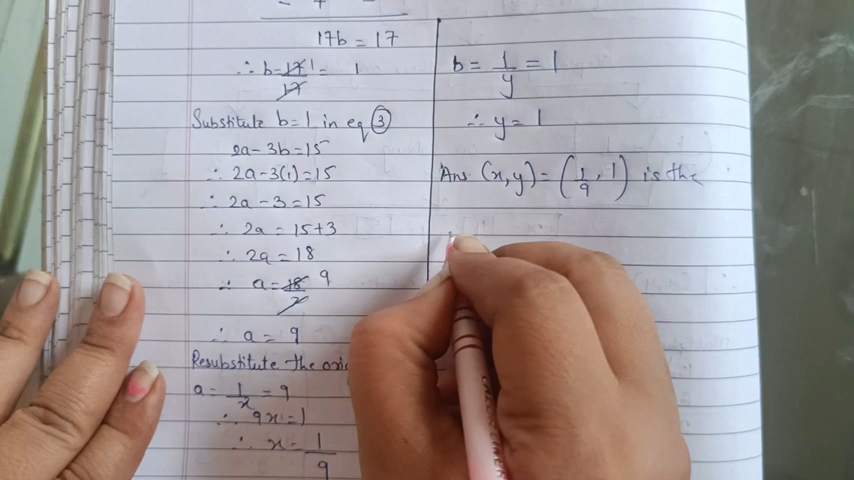 17b = 17
∴ b = 17/17 1 = 1
Substitute b=1 in eq ③
2a - 3b = 15
∴ 2a - 3(1) = 15
∴ 2a - 3 = 15
∴ 2a = 15+3
∴ 2a = 18
∴ a = 18/2 9
∴ a = 9
Resubstitute the
a = 1/x = 9
∴ 9x = 1
∴ x = 1/9
b = 1/y = 1
∴ y = 1
Ans (x,y) = (1/9, 1) is the